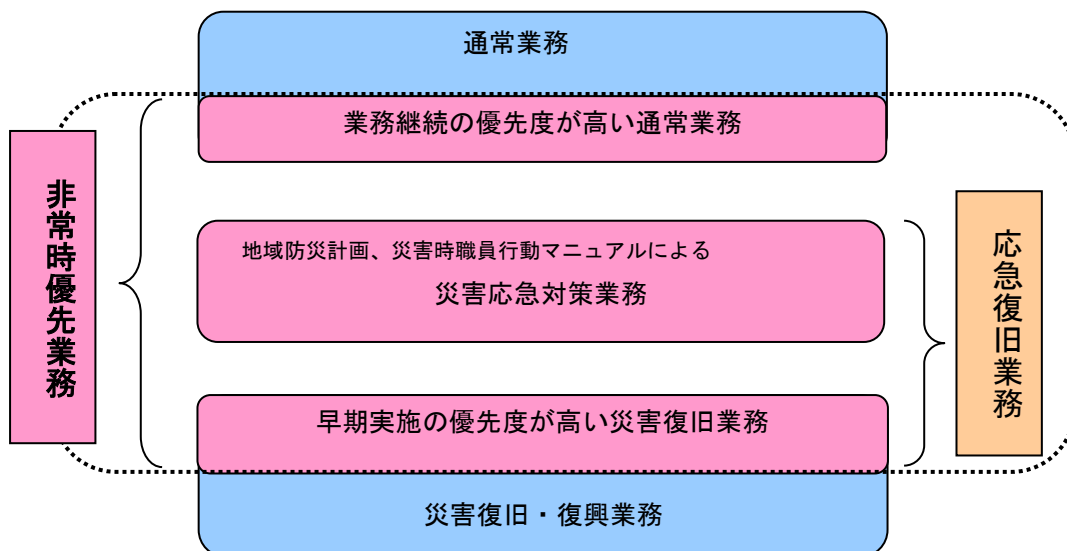 通常業務
業務継続の優先度が高い通常業務
非常時優先業務
地域防災計画、災害時職員行動マニュアルによる
災害応急対策業務
応急復旧業務
早期実施の優先度が高い災害復旧業務
災害復旧・復興業務